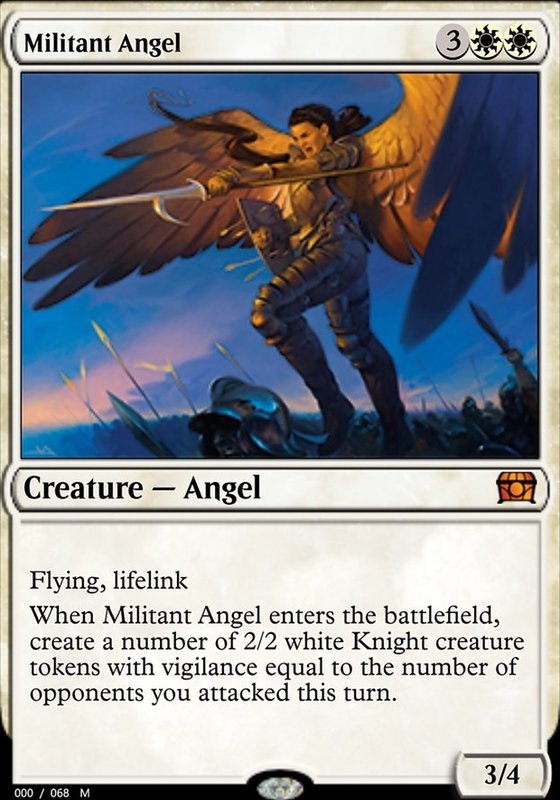 Militant Angel 3
Creature — Angel
Flying, lifelink
When Militant Angel enters the battlefield,
create a number of 2/2 white Knight creature
tokens with vigilance equal to the number of
opponents you attacked this turn.
3/4
000 / 068 M